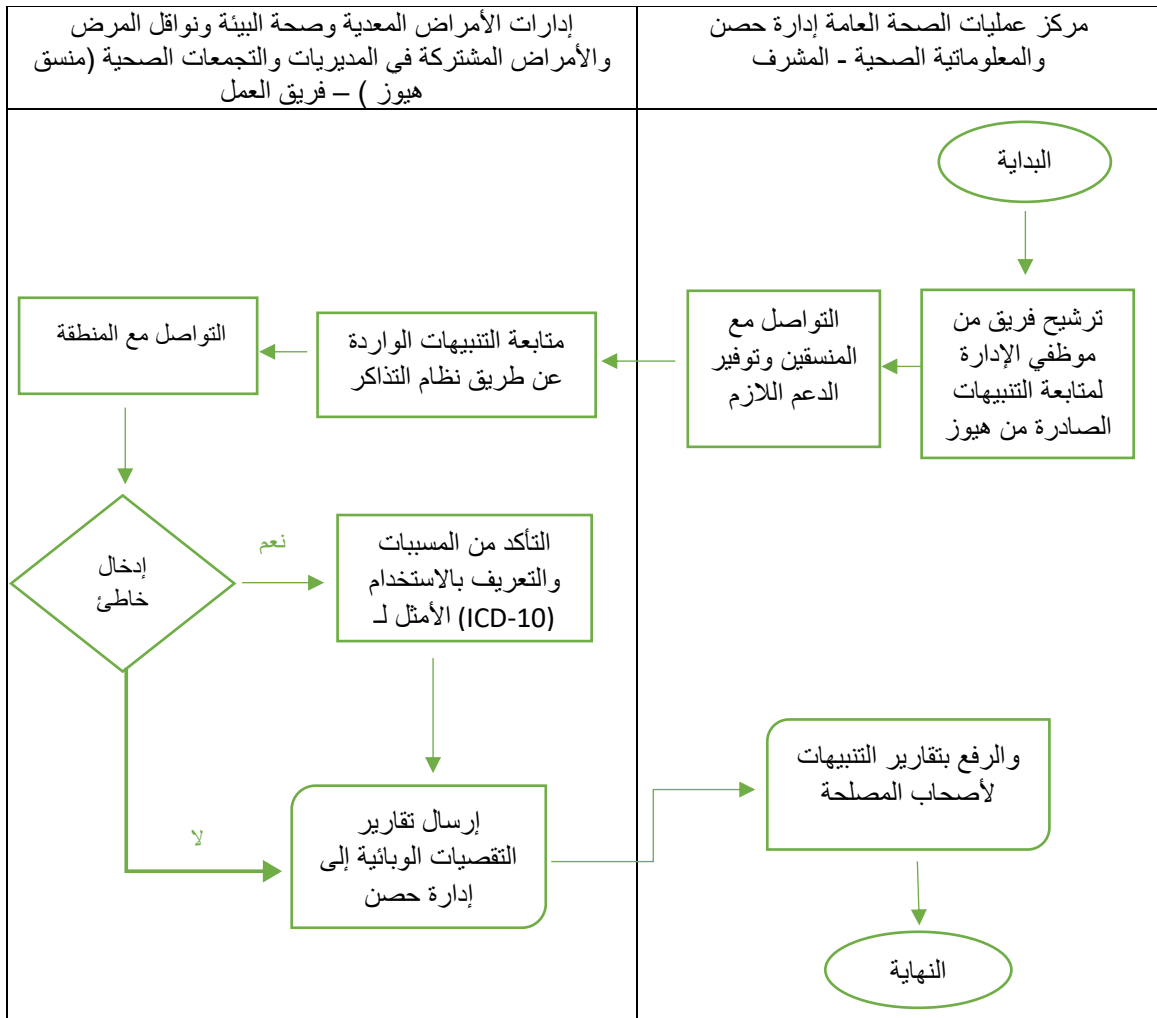 مركز عمليات الصحة العامة إدارة حصن
والمعلوماتية الصحية - المشرف
إدارات الأمراض المعدية وصحة البيئة ونواقل المرض
والأمراض المشتركة في المديريات والتجمعات الصحية (منسق
هيوز ) – فريق العمل
البداية
ترشيح فريق من
موظفي الإدارة
لمتابعة التنبيهات
الصادرة من هيوز
التواصل مع
المنسقين وتوفير
الدعم اللازم
متابعة التنبيهات الواردة
عن طريق نظام التذاكر
التواصل مع المنطقة
إدخال
خاطئ
نعم
التأكد من المسببات
والتعريف بالاستخدام
الأمثل لـ (ICD-10)
لا
إرسال تقارير
التقصيات الوبائية إلى
إدارة حصن
والرفع بتقارير التنبيهات
لأصحاب المصلحة
النهاية